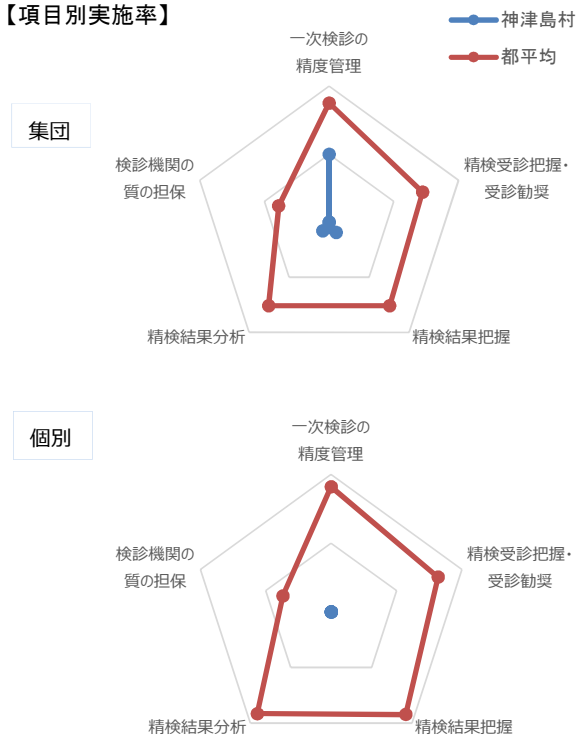 【項目別実施率】
神津島村
都平均
集団
一次検診の
精度管理
精検受診把握・
受診勧奨
精検結果把握
精検結果分析
検診機関の
質の担保
個別
一次検診の
精度管理
精検受診把握・
受診勧奨
精検結果把握
精検結果分析
検診機関の
質の担保